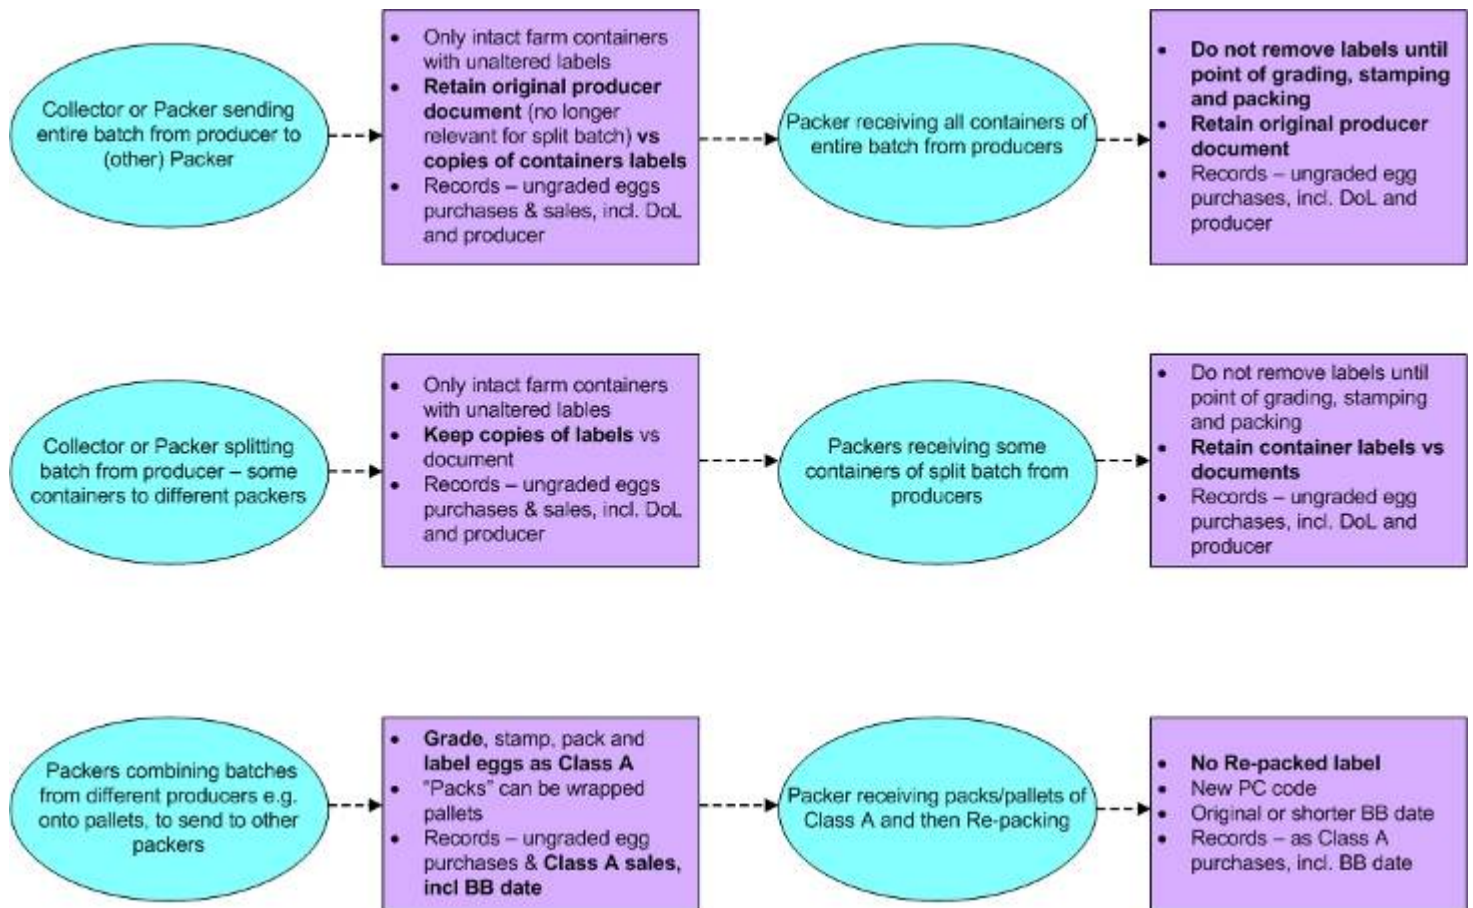 Collector or Packer sending
entire batch from producer to
(other) Packer
• Only intact farm containers
with unaltered labels
• Retain original producer
document (no longer
relevant for split batch) vs
copies of containers labels
• Records – ungraded eggs
purchases & sales, incl. DoL
and producer
Packer receiving all containers of
entire batch from producers
• Do not remove labels until
point of grading, stamping
and packing
• Retain original producer
document
• Records – ungraded egg
purchases, incl. DoL and
producer
Collector or Packer splitting
batch from producer – some
containers to different packers
• Only intact farm containers
with unaltered lables
• Keep copies of labels vs
document
• Records – ungraded eggs
purchases & sales, incl. DoL
and producer
Packers receiving some
containers of split batch from
producers
• Do not remove labels until
point of grading, stamping
and packing
• Retain container labels vs
documents
• Records – ungraded egg
purchases, incl. DoL and
producer
Packers combining batches
from different producers e.g.
onto pallets, to send to other
packers
• Grade, stamp, pack and
label eggs as Class A
• "Packs" can be wrapped
pallets
• Records – ungraded egg
purchases & Class A sales,
incl BB date
Packer receiving packs/pallets of
Class A and then Re-packing
• No Re-packed label
• New PC code
• Original or shorter BB date
• Records – as Class A
purchases, incl. BB date